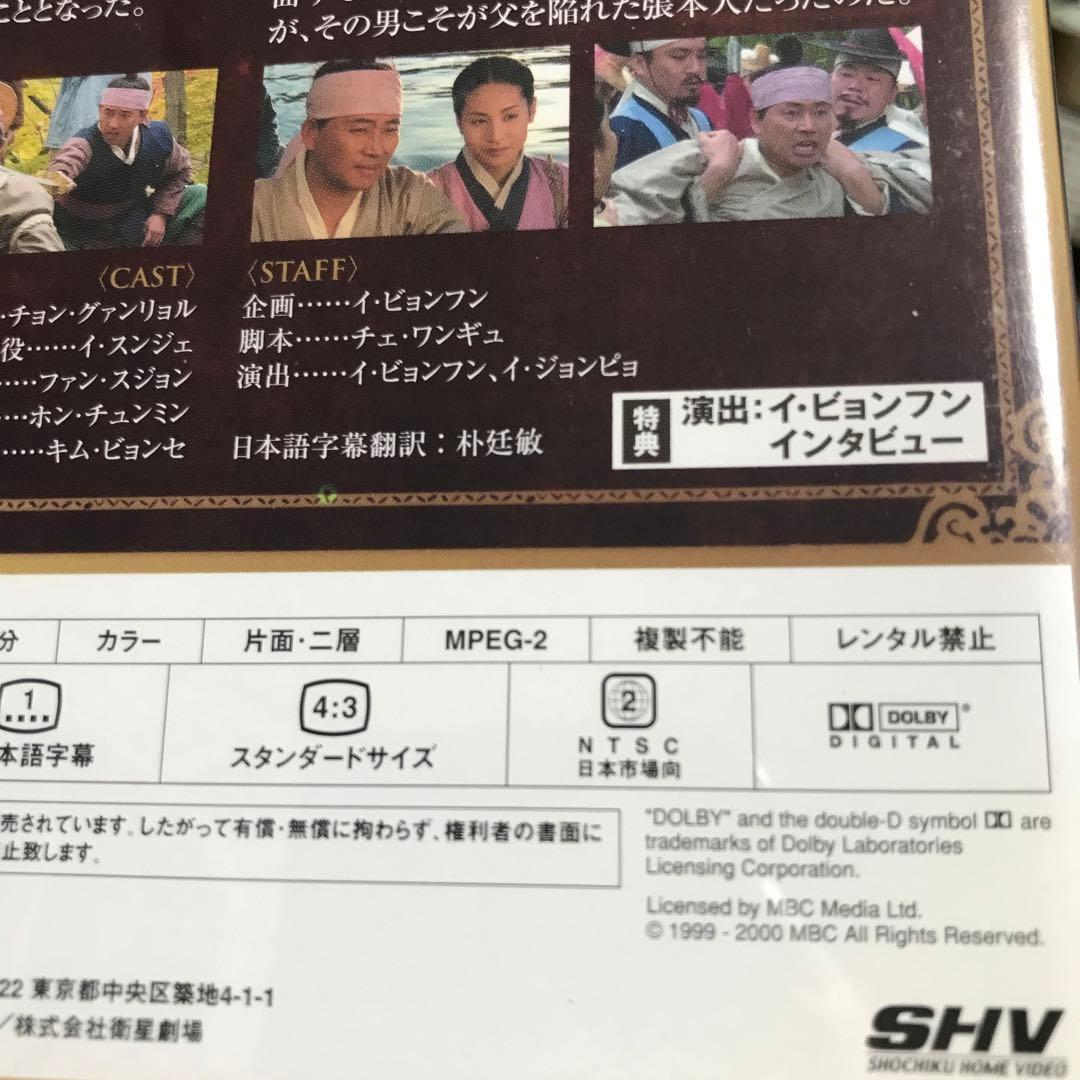 こととなった。
が、その男こそが父を陥れた張本人だったのだ。
〈CAST〉
・チョン・グァンリョル
役……イ・スンジェ
……ファン・スジョン
……ホン・チュンミン
……キム・ビョンセ
〈STAFF〉
企画……イ・ビョンフン
脚本……チェ・ワンギュ
演出……イ・ビョンフン、イ・ジョンピョ
日本語字幕翻訳：朴廷敏
特典
演出：イ・ビョンフン
インタビュー
分 カラー 片面・二層 MPEG-2 複製不能 レンタル禁止
1
本語字幕
4:3
スタンダードサイズ
2
NTSC
日本市場向
DOLBY
DIGITAL
売されています。したがって有償・無償に拘わらず、権利者の書面に
止致します。
"DOLBY" and the double-D symbol are
trademarks of Dolby Laboratories
Licensing Corporation.
Licensed by MBC Media Ltd.
© 1999 - 2000 MBC All Rights Reserved.
22 東京都中央区築地4-1-1
／株式会社衛星劇場
SHV
SHOCHIKU HOME VIDEO